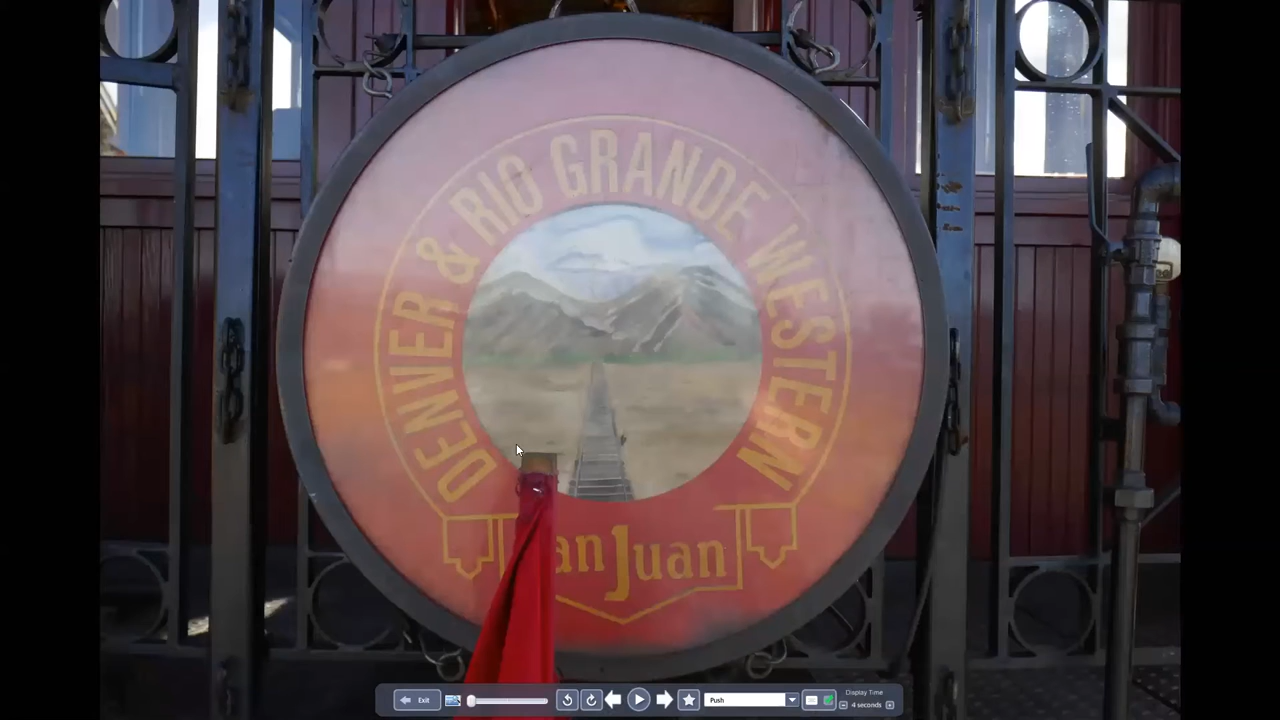 DENVER & RIO GRANDE WESTERN
an Juan
Exit
Push
Display Time
4 seconds